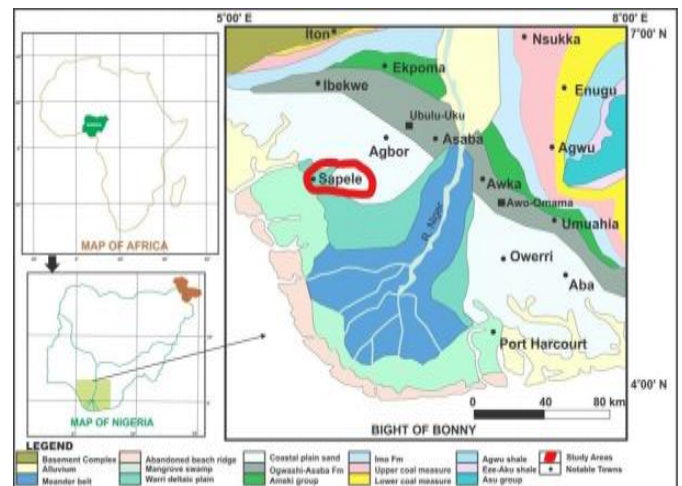 5°00' E
8°00' E
7°00' N
Iton
Nsukka
Ekpoma
Ibekwe
Enugu
Ubulu-Uku
Asaba
Agbor
Agwu
Sapele
Awka
Awo-Omama
Umuahia
R. Niger
Owerri
Aba
Port Harcourt
4°00' N
0 40 80 km
BIGHT OF BONNY
MAP OF AFRICA
MAP OF NIGERIA
LEGEND
Basement Complex
Alluvium
Meander belt
Abandoned beach ridge
Mangrove swamp
Warri deltaic plain
Coastal plain sand
Ogwashi-Asaba Fm
Ameki group
Imo Fm
Upper coal measure
Lower coal measure
Agwu shale
Eze-Aku shale
Asu group
Study Areas
Notable Towns